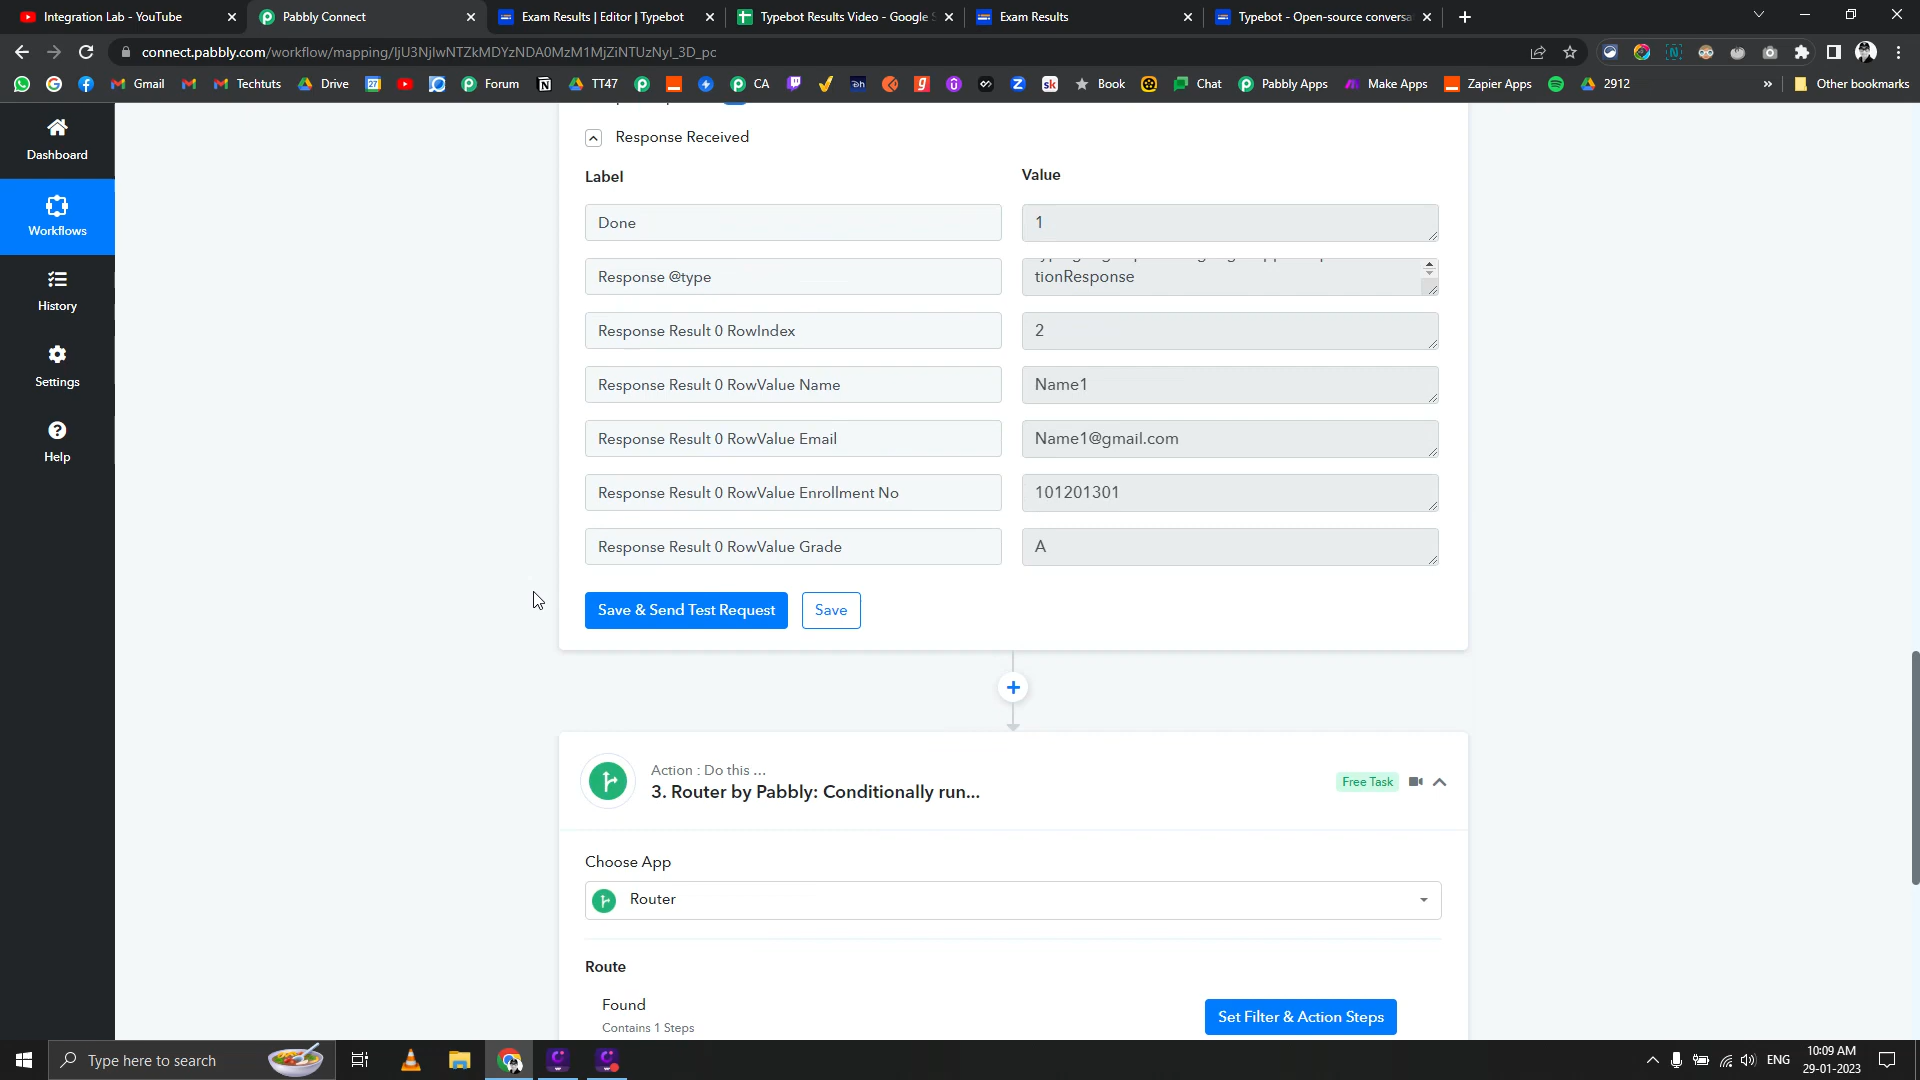 Integration Lab - YouTube
Pabbly Connect
Exam Results | Editor | Typebot
Typebot Results Video - Google S
Exam Results
Typebot - Open-source conversa
connect.pabbly.com/workflow/mapping/IjU3NjIwNTZkMDYzNDA0MzM1MjZiNTUzNyI_3D_pc
Gmail
Techtuts
Drive
27
Forum
TT47
CA
sk
Book
Chat
Pabbly Apps
Make Apps
Zapier Apps
2912
»
Other bookmarks
Dashboard
Workflows
History
Settings
Help
Response Received
Label
Value
Done
1
Response @type
tionResponse
Response Result 0 RowIndex
2
Response Result 0 RowValue Name
Name1
Response Result 0 RowValue Email
Name1@gmail.com
Response Result 0 RowValue Enrollment No
101201301
Response Result 0 RowValue Grade
A
Save & Send Test Request
Save
Action : Do this ...
3. Router by Pabbly: Conditionally run...
Free Task
Choose App
Router
Route
Found
Contains 1 Steps
Set Filter & Action Steps
Type here to search
ENG
10:09 AM
29-01-2023